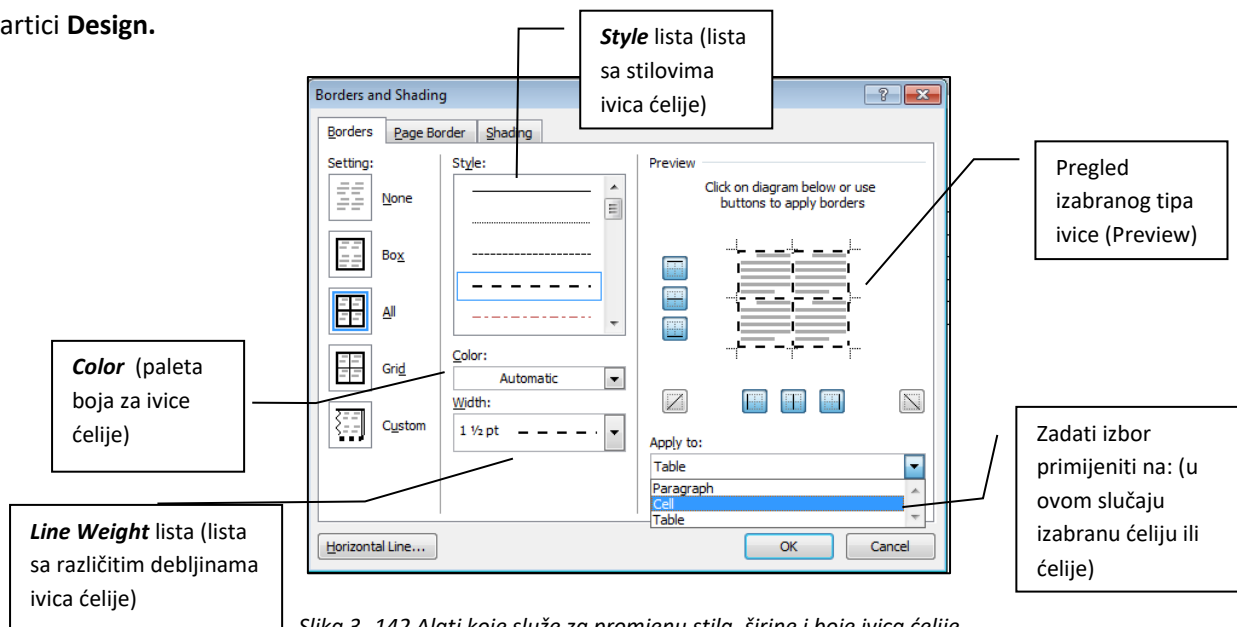 artici Design.
Style lista (lista
sa stilovima
ivica ćelije)
Borders and Shading
Borders Page Border Shading
Setting:
None
Box
All
Grid
Custom
Style:
Color:
Automatic
Width:
1 ½ pt
Preview
Click on diagram below or use
buttons to apply borders
Apply to:
Table
Paragraph
Cell
Table
Horizontal Line...
OK
Cancel
Pregled
izabranog tipa
ivice (Preview)
Color (paleta
boja za ivice
ćelije)
Zadati izbor
primijeniti na: (u
ovom slučaju
izabranu ćeliju ili
ćelije)
Line Weight lista (lista
sa različitim debljinama
ivica ćelije)
Slika 3. 142 Alati koje služe za promjenu stila, širine i boje ivica ćelije